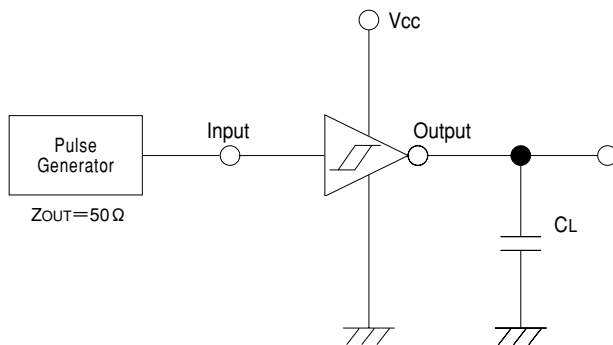 Vcc
Input
Output
Pulse
Generator
ZOUT=50Ω
CL